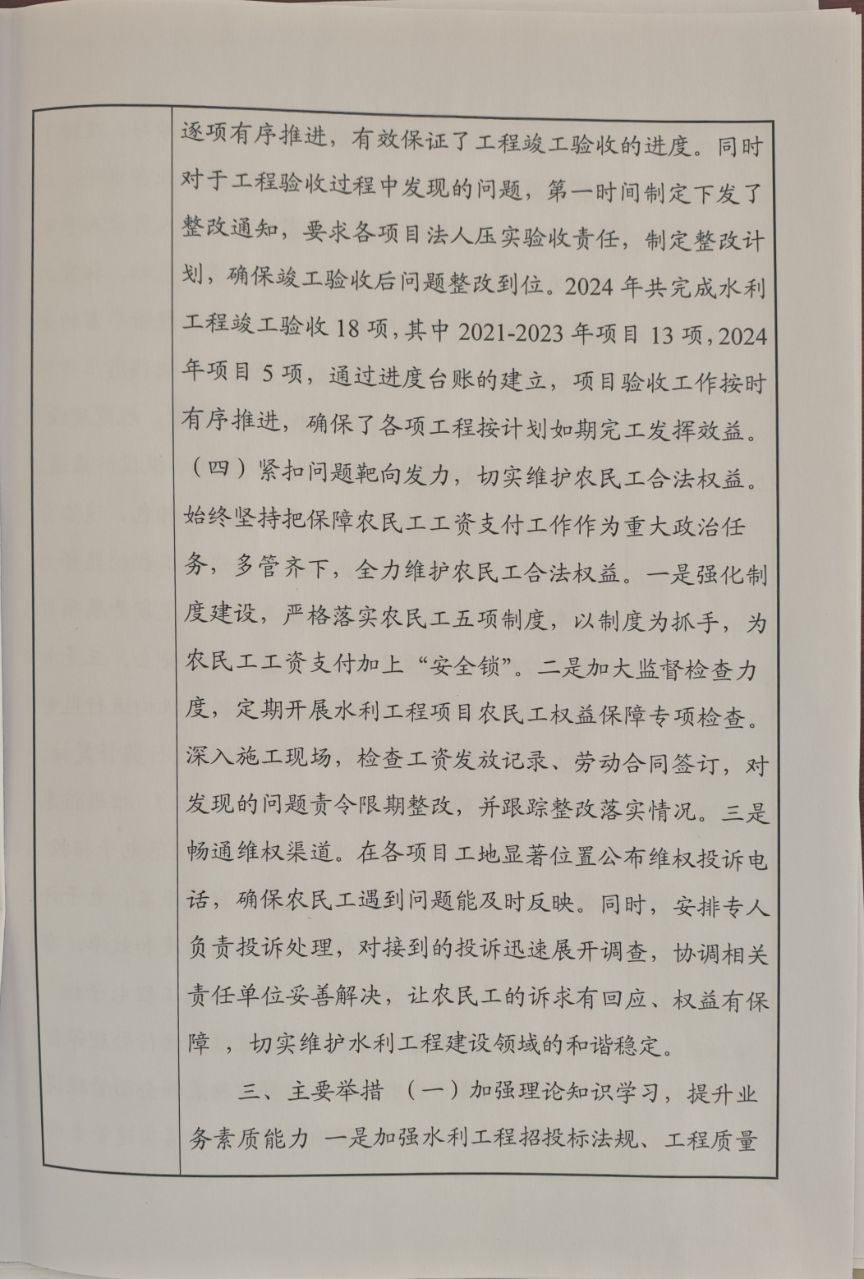 逐项有序推进，有效保证了工程竣工验收的进度。同时
对于工程验收过程中发现的问题，第一时间制定下发了
整改通知，要求各项目法人压实验收责任，制定整改计
划，确保竣工验收后问题整改到位。2024 年共完成水利
工程竣工验收 18 项，其中 2021-2023 年项目 13 项，2024
年项目 5 项，通过进度台账的建立，项目验收工作按时
有序推进，确保了各项工程按计划如期完工发挥效益。
（四）紧扣问题靶向发力，切实维护农民工合法权益。
始终坚持把保障农民工工资支付工作作为重大政治任
务，多管齐下，全力维护农民工合法权益。一是强化制
度建设，严格落实农民工五项制度，以制度为抓手，为
农民工工资支付加上“安全锁”。二是加大监督检查力
度，定期开展水利工程项目农民工权益保障专项检查。
深入施工现场，检查工资发放记录、劳动合同签订，对
发现的问题责令限期整改，并跟踪整改落实情况。三是
畅通维权渠道。在各项目工地显著位置公布维权投诉电
话，确保农民工遇到问题能及时反映。同时，安排专人
负责投诉处理，对接到的投诉迅速展开调查，协调相关
责任单位妥善解决，让农民工的诉求有回应、权益有保
障 ，切实维护水利工程建设领域的和谐稳定。
三、主要举措 （一）加强理论知识学习，提升业
务素质能力 一是加强水利工程招投标法规、工程质量